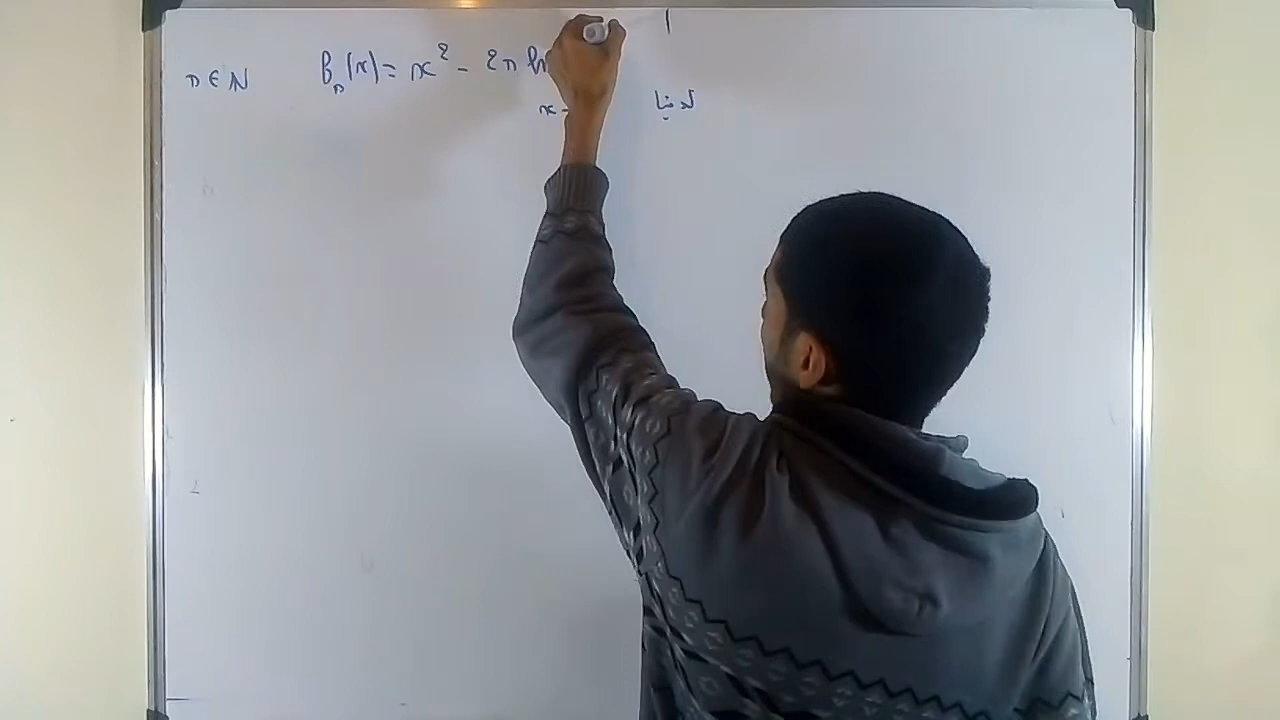 n ∈ N   f_n(x) = x² - 2n ln
لدينا   x -